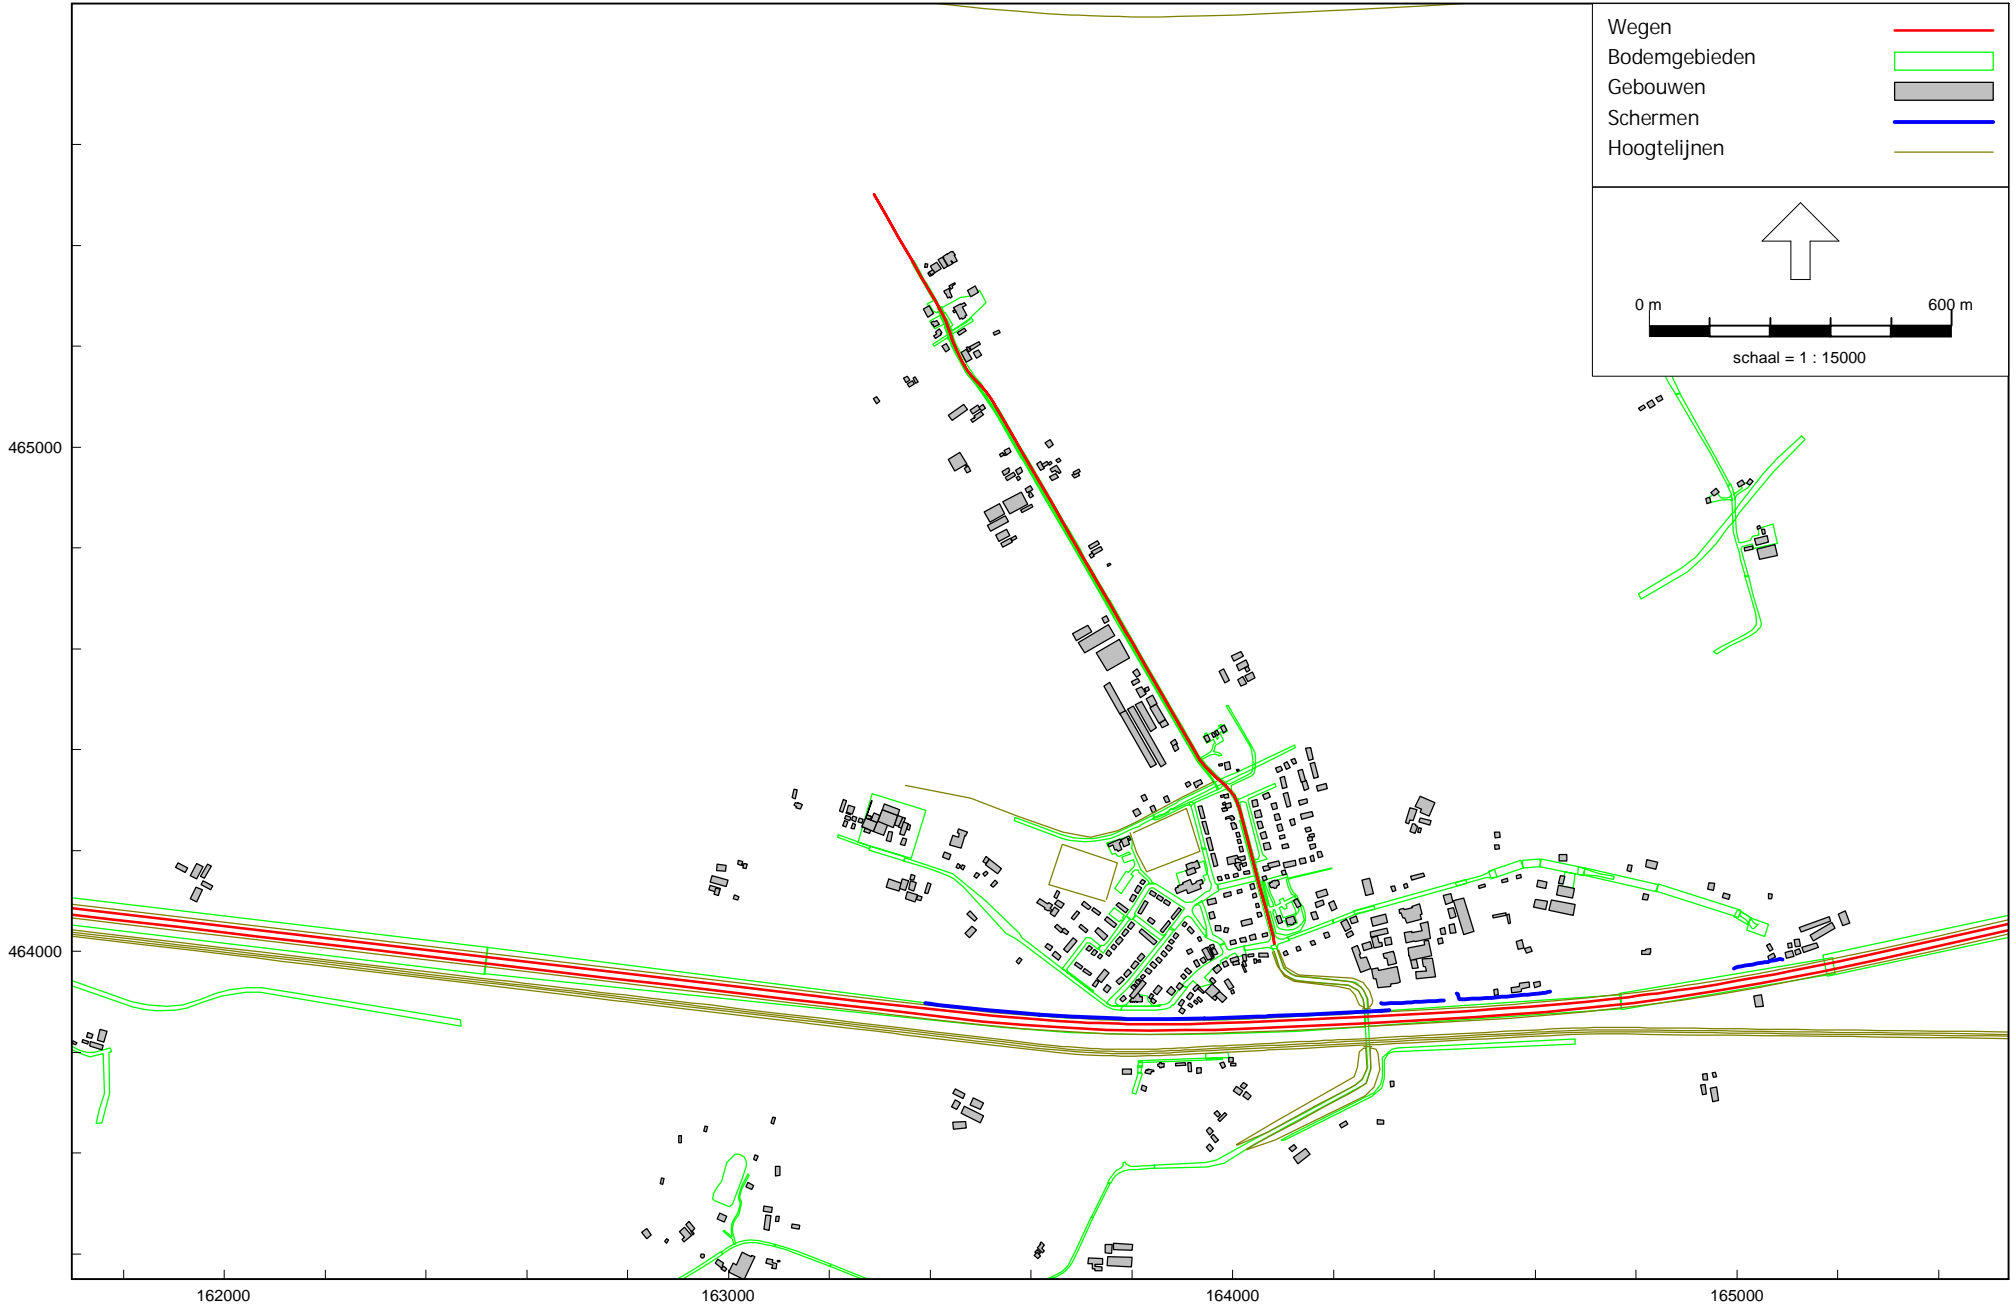 Wegen
Bodemgebieden
Gebouwen
Schermen
Hoogtelijnen
0 m 600 m
schaal = 1 : 15000
465000
464000
162000 163000 164000 165000